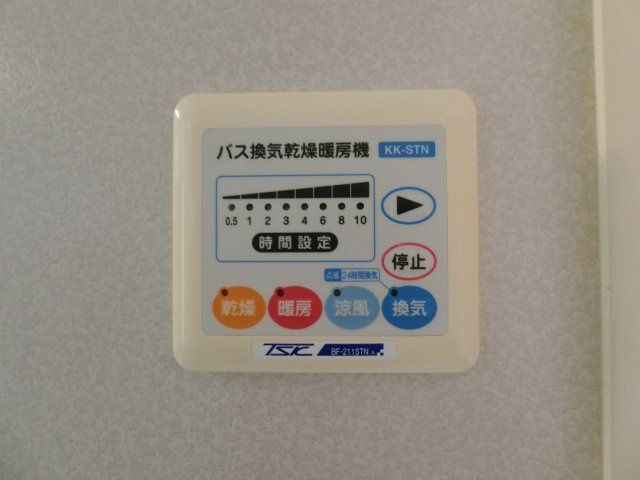 バス換気乾燥暖房機 KK-STN
0.5 1 2 3 4 6 8 10
時間設定
停止
点滅 24時間換気
乾燥 暖房 涼風 換気
TSK BF-211STN A